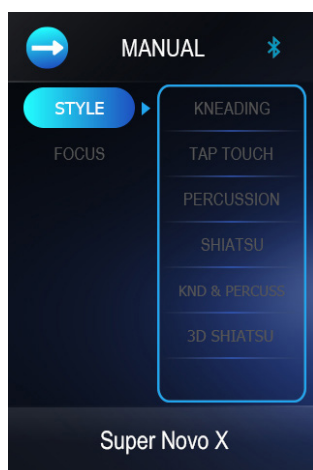 MANUAL
STYLE
FOCUS
KNEADING
TAP TOUCH
PERCUSSION
SHIATSU
KND & PERCUSS
3D SHIATSU
Super Novo X